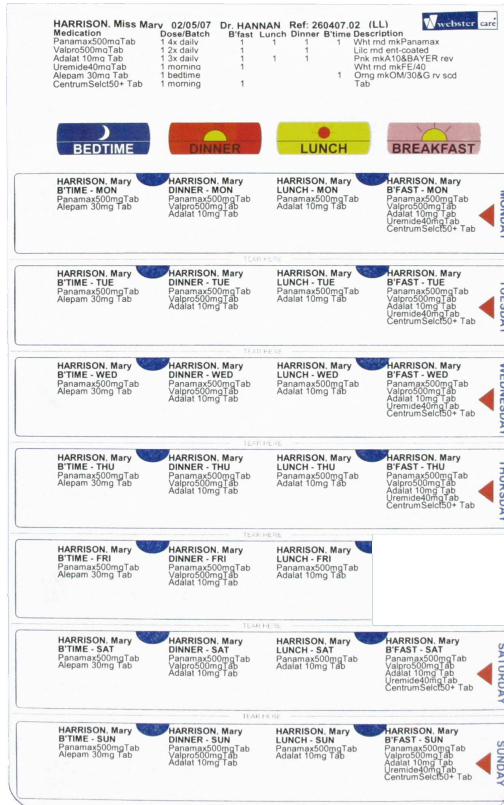 HARRISON. Miss Mary 02/05/07 Dr. HANNAN Ref: 260407.02 (LL)
webster care
Medication Dose/Batch B'fast Lunch Dinner B'time Description
Panamax500mgTab 1 4x daily 1 1 1 1 Wht rnd mkPanamax
Valpro500mgTab 1 2x daily 1 1 Lilc rnd ent-coated
Adalat 10mg Tab 1 3x daily 1 1 1 Pnk mkA10&BAYER rev
Uremide40mgTab 1 morning 1 Wht rnd mkFE/40
Alepam 30mg Tab 1 bedtime 1 Orng mkOM/30&G rv scd
CentrumSelct50+ Tab 1 morning 1 Tab
BEDTIME DINNER LUNCH BREAKFAST
HARRISON. Mary HARRISON. Mary HARRISON. Mary HARRISON. Mary
B'TIME - MON DINNER - MON LUNCH - MON B'FAST - MON
Panamax500mgTab Panamax500mgTab Panamax500mgTab Panamax500mgTab
Alepam 30mg Tab Valpro500mgTab Adalat 10mg Tab Valpro500mgTab
Adalat 10mg Tab Adalat 10mg Tab
Uremide40mgTab
CentrumSelct50+ Tab
MONDAY
TEAR HERE
HARRISON. Mary HARRISON. Mary HARRISON. Mary HARRISON. Mary
B'TIME - TUE DINNER - TUE LUNCH - TUE B'FAST - TUE
Panamax500mgTab Panamax500mgTab Panamax500mgTab Panamax500mgTab
Alepam 30mg Tab Valpro500mgTab Adalat 10mg Tab Valpro500mgTab
Adalat 10mg Tab Adalat 10mg Tab
Uremide40mgTab
CentrumSelct50+ Tab
TUESDAY
TEAR HERE
HARRISON. Mary HARRISON. Mary HARRISON. Mary HARRISON. Mary
B'TIME - WED DINNER - WED LUNCH - WED B'FAST - WED
Panamax500mgTab Panamax500mgTab Panamax500mgTab Panamax500mgTab
Alepam 30mg Tab Valpro500mgTab Adalat 10mg Tab Valpro500mgTab
Adalat 10mg Tab Adalat 10mg Tab
Uremide40mgTab
CentrumSelct50+ Tab
WEDNESDAY
TEAR HERE
HARRISON. Mary HARRISON. Mary HARRISON. Mary HARRISON. Mary
B'TIME - THU DINNER - THU LUNCH - THU B'FAST - THU
Panamax500mgTab Panamax500mgTab Panamax500mgTab Panamax500mgTab
Alepam 30mg Tab Valpro500mgTab Adalat 10mg Tab Valpro500mgTab
Adalat 10mg Tab Adalat 10mg Tab
Uremide40mgTab
CentrumSelct50+ Tab
THURSDAY
TEAR HERE
HARRISON. Mary HARRISON. Mary HARRISON. Mary
B'TIME - FRI DINNER - FRI LUNCH - FRI
Panamax500mgTab Panamax500mgTab Panamax500mgTab
Alepam 30mg Tab Valpro500mgTab Adalat 10mg Tab
Adalat 10mg Tab
TEAR HERE
HARRISON. Mary HARRISON. Mary HARRISON. Mary HARRISON. Mary
B'TIME - SAT DINNER - SAT LUNCH - SAT B'FAST - SAT
Panamax500mgTab Panamax500mgTab Panamax500mgTab Panamax500mgTab
Alepam 30mg Tab Valpro500mgTab Adalat 10mg Tab Valpro500mgTab
Adalat 10mg Tab Adalat 10mg Tab
Uremide40mgTab
CentrumSelct50+ Tab
SATURDAY
TEAR HERE
HARRISON. Mary HARRISON. Mary HARRISON. Mary HARRISON. Mary
B'TIME - SUN DINNER - SUN LUNCH - SUN B'FAST - SUN
Panamax500mgTab Panamax500mgTab Panamax500mgTab Panamax500mgTab
Alepam 30mg Tab Valpro500mgTab Adalat 10mg Tab Valpro500mgTab
Adalat 10mg Tab Adalat 10mg Tab
Uremide40mgTab
CentrumSelct50+ Tab
SUNDAY